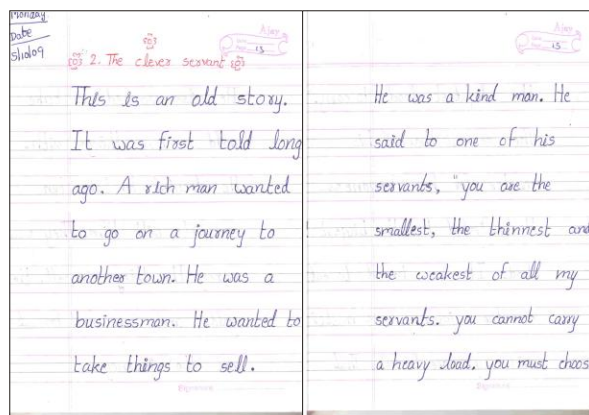 Monday
Date
5/10/09
2. The clever servant
This is an old story.
It was first told long
ago. A rich man wanted
to go on a journey to
another town. He was a
businessman. He wanted to
take things to sell.
15
He was a kind man. He
said to one of his
servants, "you are the
smallest, the thinnest and
the weakest of all my
servants. you cannot carry
a heavy load. you must choos